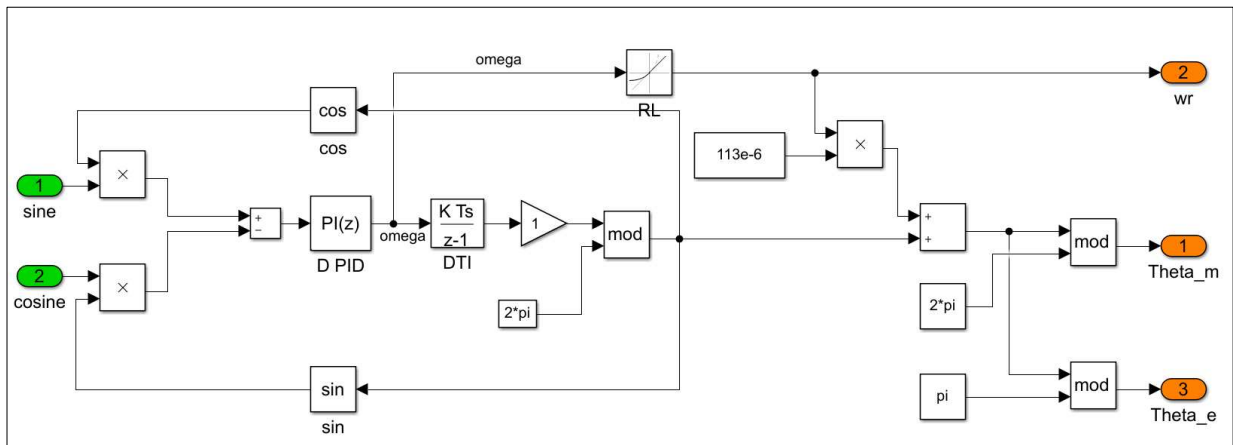 omega
RL
2
wr
cos
cos
113e-6
×
×
1
sine
+
−
PI(z)
omega
D PID
K Ts
z-1
DTI
1
mod
+
+
mod
1
Theta_m
2
cosine
×
2*pi
2*pi
sin
sin
pi
mod
3
Theta_e